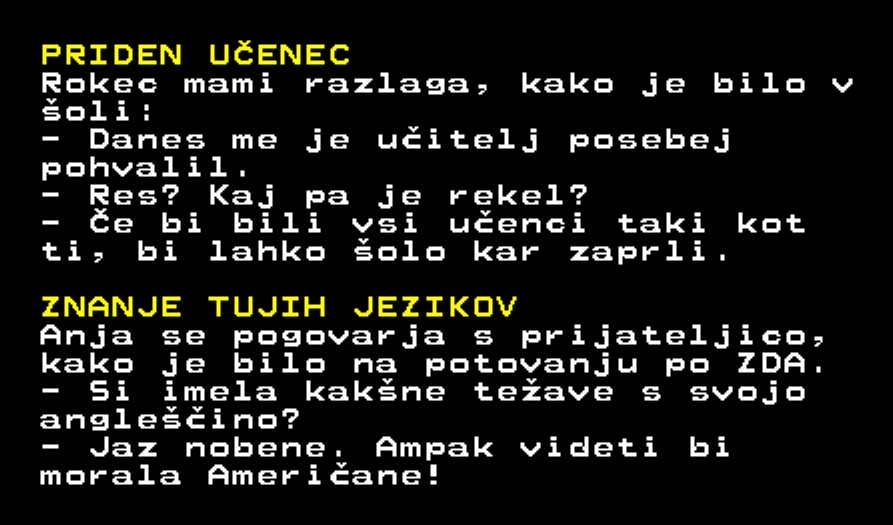 PRIDEN UČENEC
Rokec mami razlaga, kako je bilo v
šoli:
- Danes me je učitelj posebej
pohvalil.
- Res? Kaj pa je rekel?
- Če bi bili vsi učenci taki kot
ti, bi lahko šolo kar zaprli.
ZNANJE TUJIH JEZIKOV
Anja se pogovarja s prijateljico,
kako je bilo na potovanju po ZDA.
- Si imela kakšne težave s svojo
angleščino?
- Jaz nobene. Ampak videti bi
morala Američane!